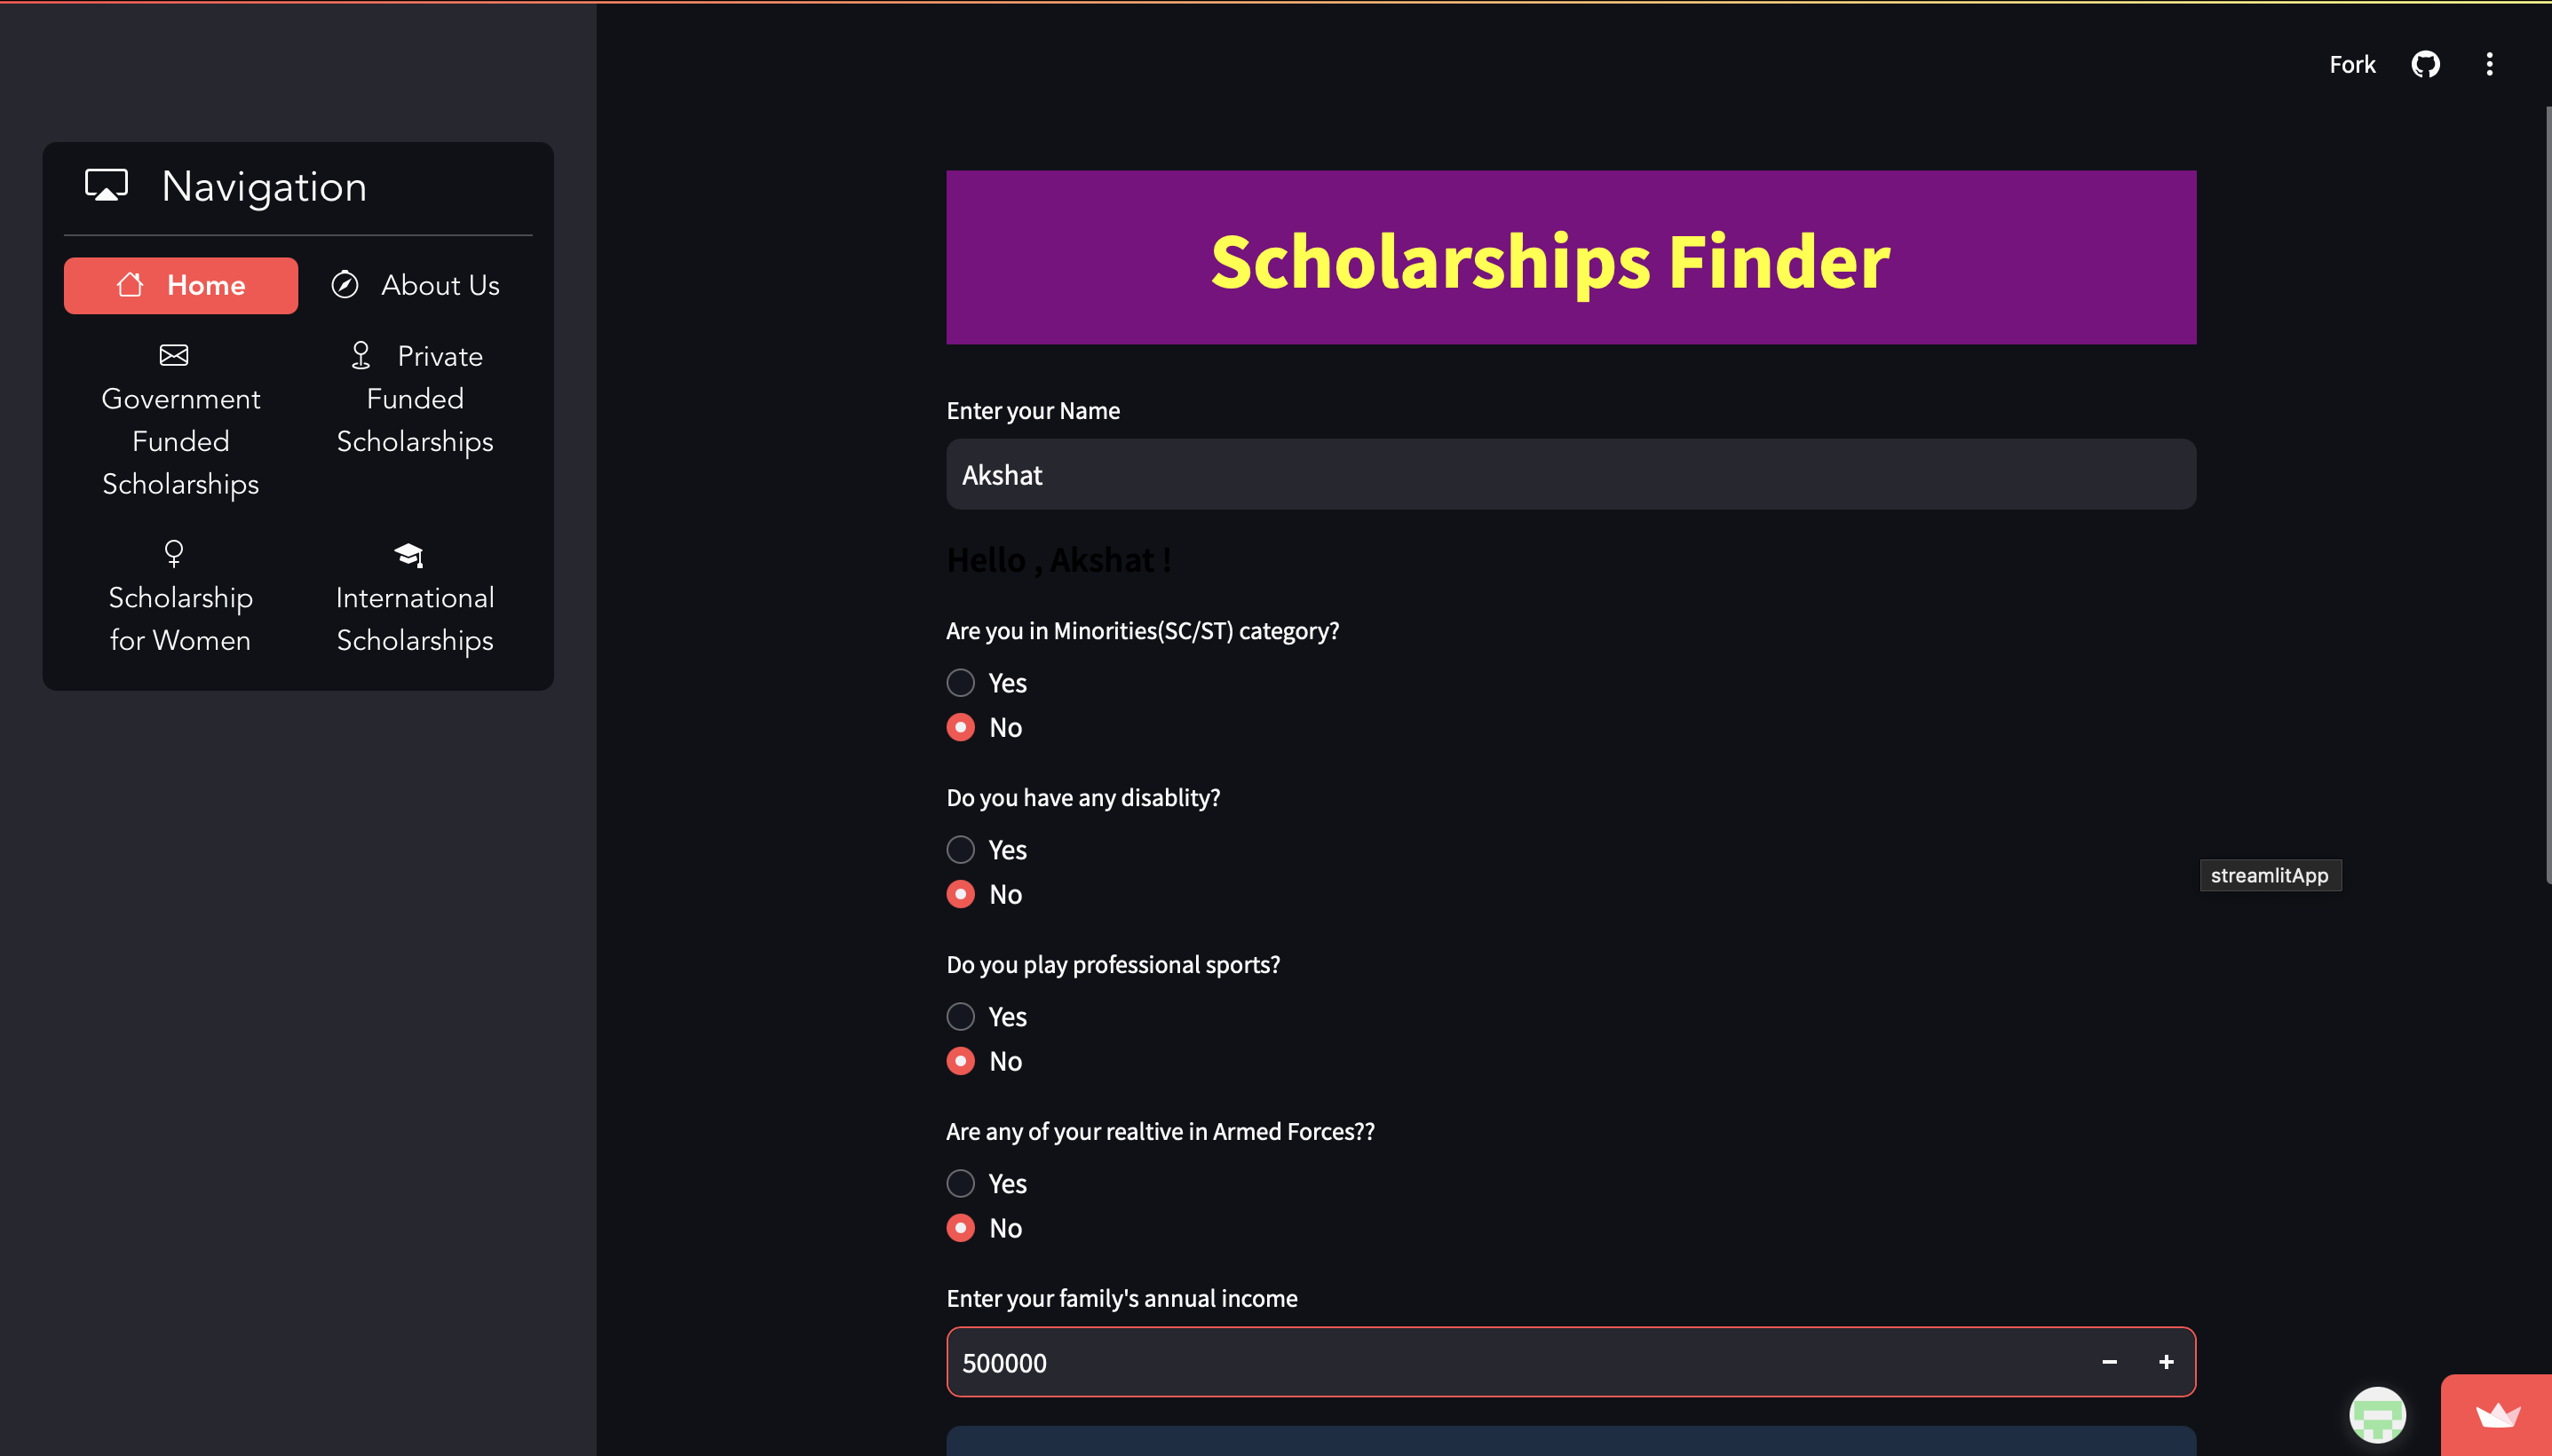 Fork
Navigation
Home
About Us
Government
Funded
Scholarships
Private
Funded
Scholarships
Scholarship
for Women
International
Scholarships
Scholarships Finder
Enter your Name
Akshat
Hello , Akshat !
Are you in Minorities(SC/ST) category?
Yes
No
Do you have any disablity?
Yes
No
Do you play professional sports?
Yes
No
streamlitApp
Are any of your realtive in Armed Forces??
Yes
No
Enter your family's annual income
500000